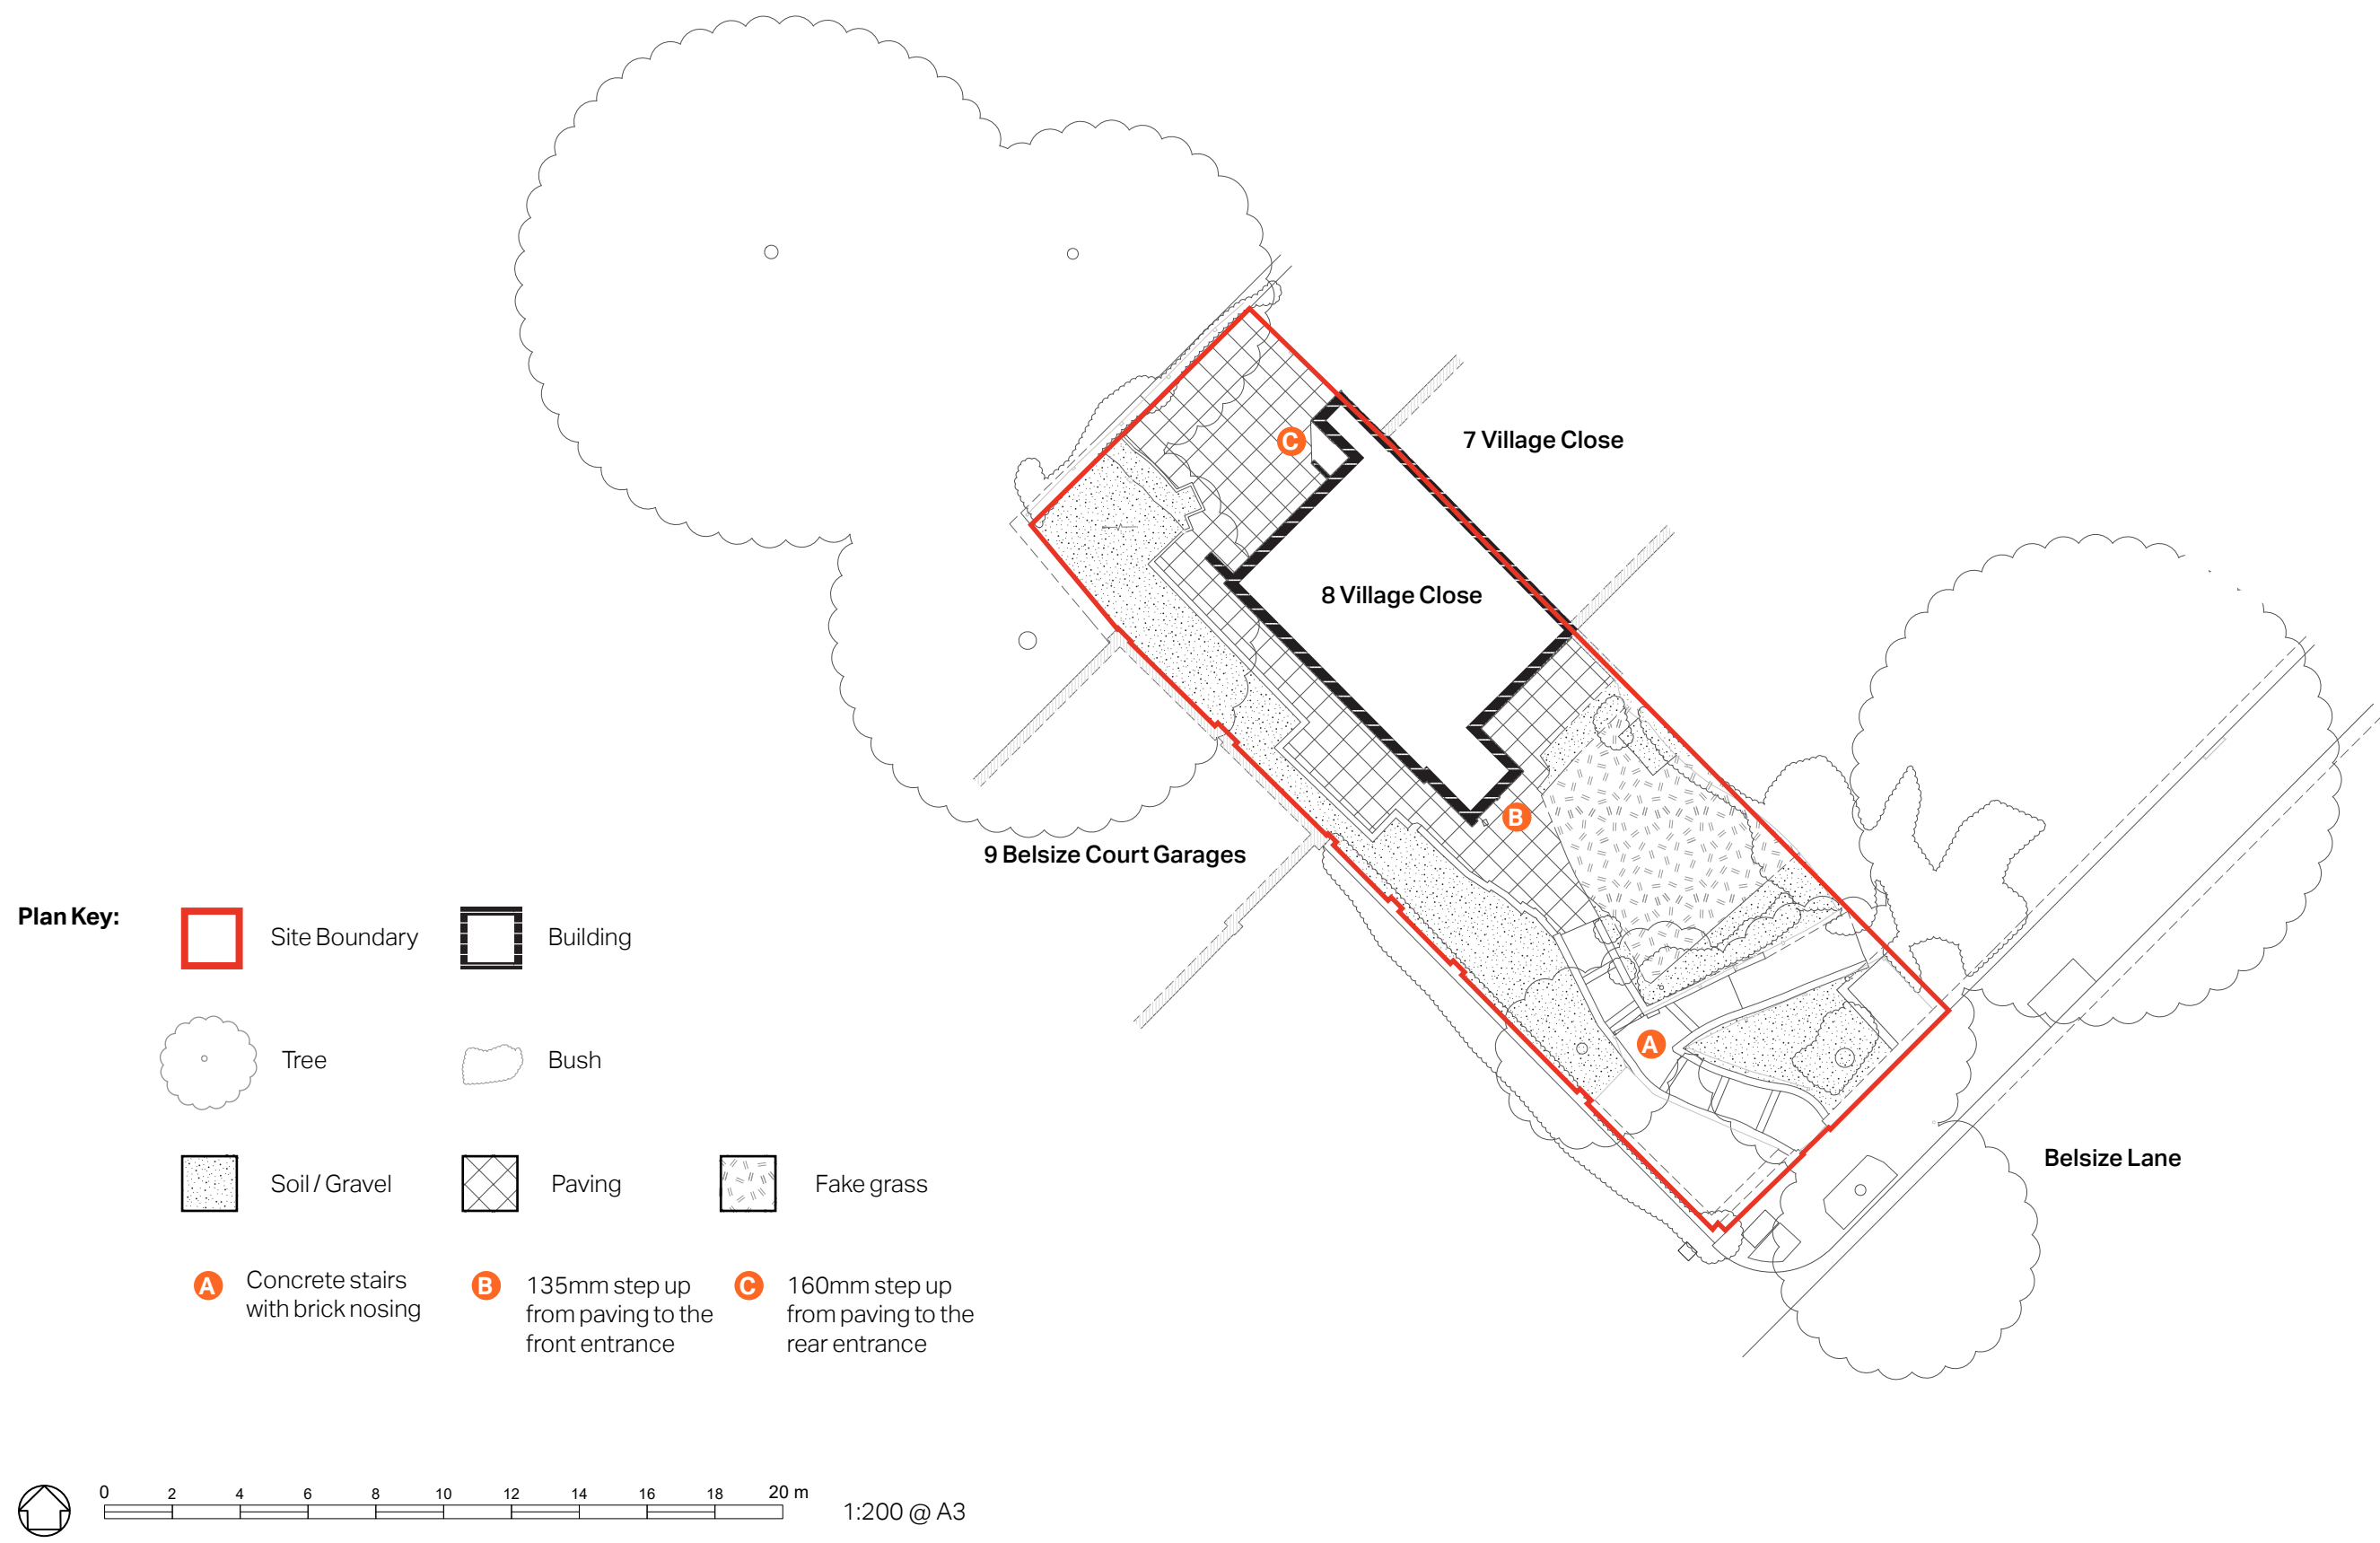 C
7 Village Close
8 Village Close
B
9 Belsize Court Garages
Plan Key:
Site Boundary
Building
A
Tree
Bush
Belsize Lane
Soil / Gravel
Paving
Fake grass
A
Concrete stairs
with brick nosing
B
135mm step up
from paving to the
front entrance
C
160mm step up
from paving to the
rear entrance
0 2 4 6 8 10 12 14 16 18 20 m
1:200 @ A3